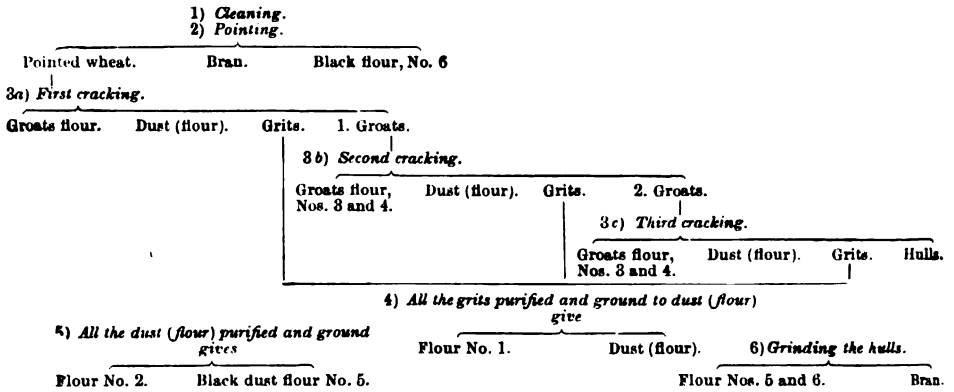 1) Cleaning.
2) Pointing.
Pointed wheat. Bran. Black flour, No. 6
3a) First cracking.
Groats flour. Dust (flour). Grits. 1. Groats.
3b) Second cracking.
Groats flour, Dust (flour). Grits. 2. Groats.
Nos. 3 and 4.
3c) Third cracking.
Groats flour, Dust (flour). Grits. Hulls.
Nos. 3 and 4.
4) All the grits purified and ground to dust (flour)
give
5) All the dust (flour) purified and ground
gives
Flour No. 1. Dust (flour). 6) Grinding the hulls.
Flour No. 2. Black dust flour No. 5. Flour Nos. 5 and 6. Bran.